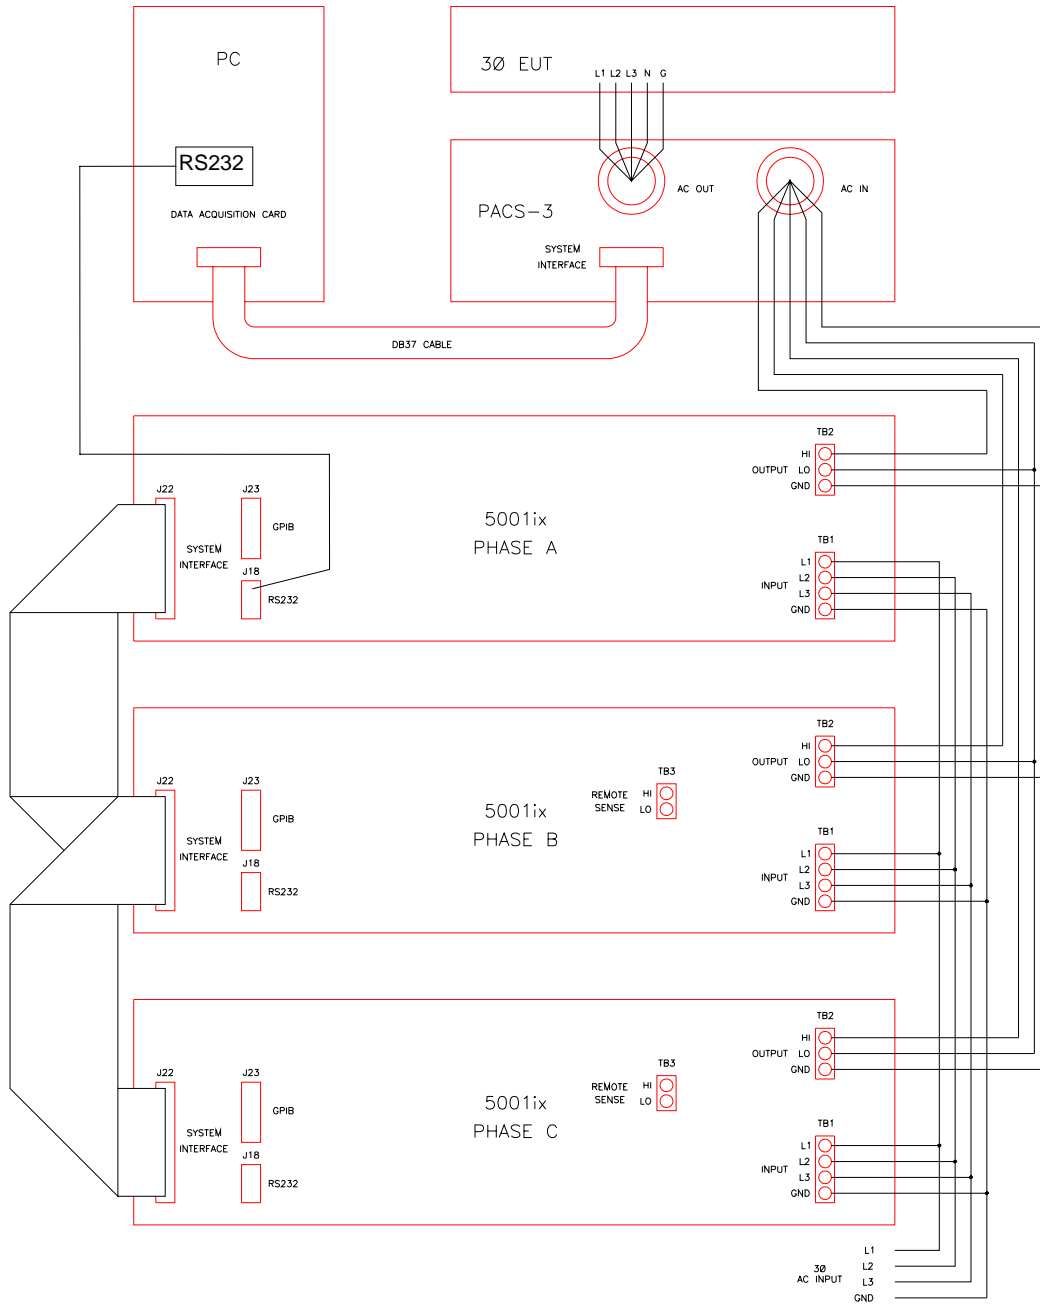 PC
3Ø EUT
L1 L2 L3 N G
RS232
DATA ACQUISITION CARD
PACS-3
AC OUT
AC IN
SYSTEM
INTERFACE
DB37 CABLE
TB2
HI
OUTPUT LO
GND
J22
J23
GPIB
SYSTEM
INTERFACE
J18
RS232
5001ix
PHASE A
TB1
L1
L2
INPUT
L3
GND
TB2
HI
OUTPUT LO
GND
J22
J23
GPIB
SYSTEM
INTERFACE
J18
RS232
5001ix
PHASE B
TB3
REMOTE HI
SENSE LO
TB1
L1
L2
INPUT
L3
GND
TB2
HI
OUTPUT LO
GND
J22
J23
GPIB
SYSTEM
INTERFACE
J18
RS232
5001ix
PHASE C
TB3
REMOTE HI
SENSE LO
TB1
L1
L2
INPUT
L3
GND
3Ø
AC INPUT
L1
L2
L3
GND